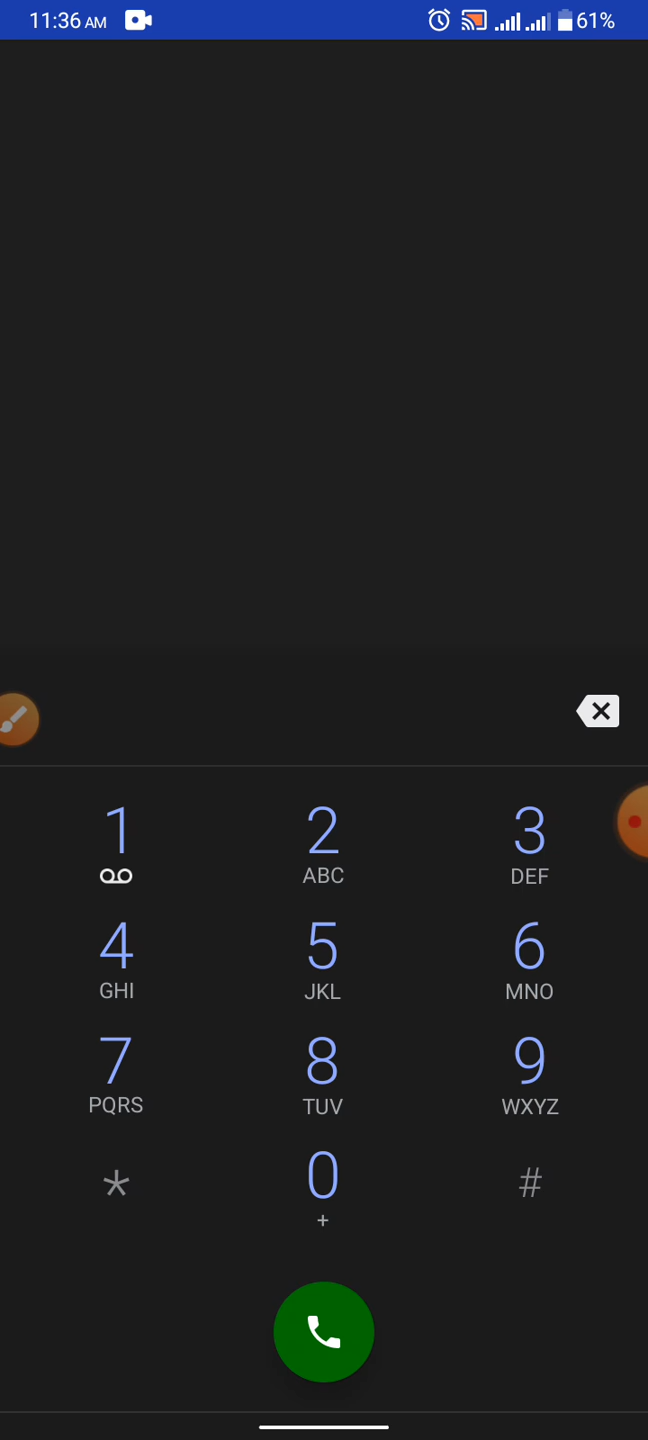 11:36 AM 61%
1 2 3
ABC DEF
4 5 6
GHI JKL MNO
7 8 9
PQRS TUV WXYZ
* 0 #
+